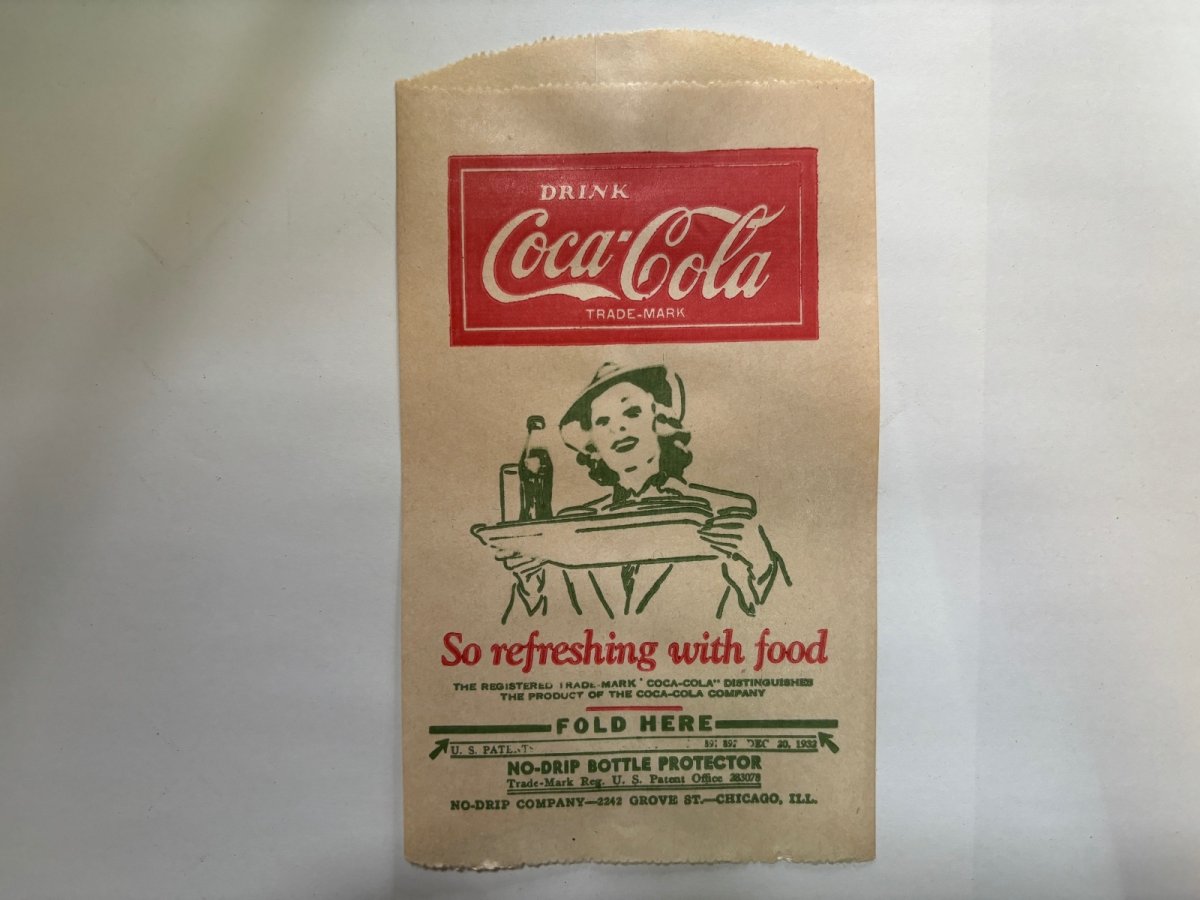 DRINK
Coca-Cola
TRADE-MARK
So refreshing with food
THE REGISTERED TRADE-MARK "COCA-COLA" DISTINGUISHES
THE PRODUCT OF THE COCA-COLA COMPANY
FOLD HERE
U. S. DEC 20, 1932
NO-DRIP BOTTLE PROTECTOR
Trade-Mark Reg. U. S. Patent Office 283078
NO-DRIP COMPANY—2242 GROVE ST.—CHICAGO, ILL.